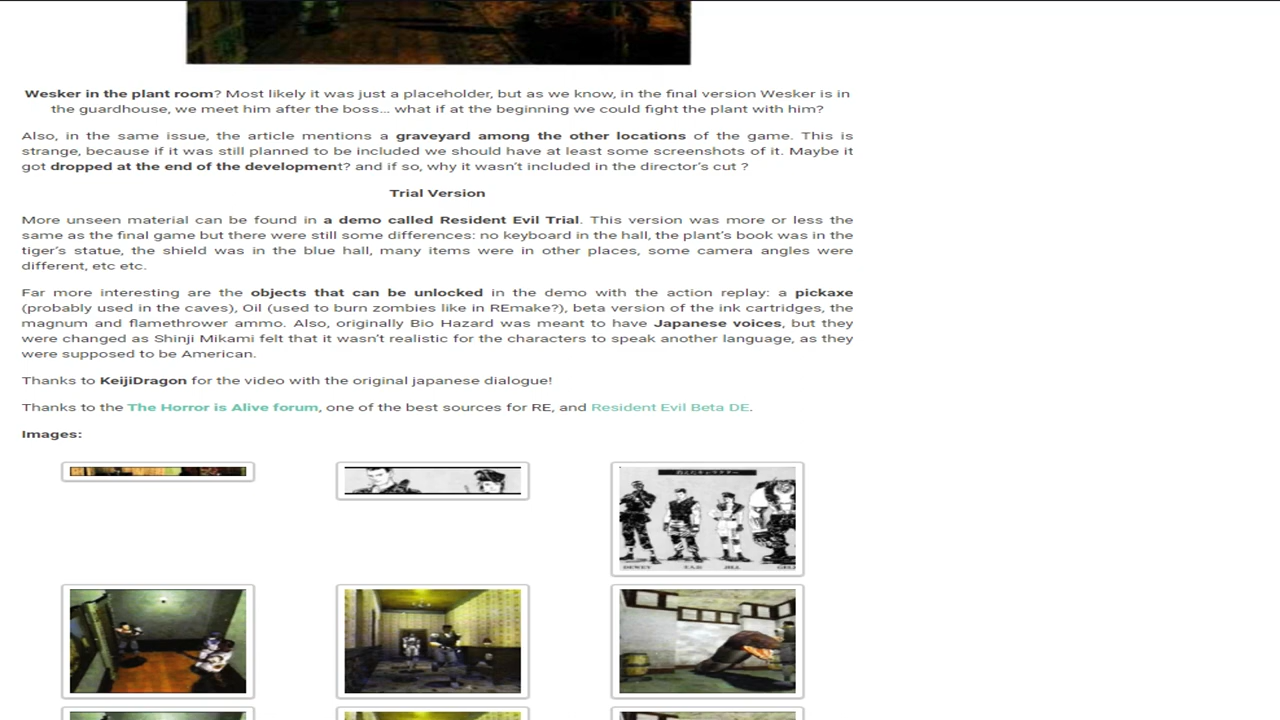 Wesker in the plant room? Most likely it was just a placeholder, but as we know, in the final version Wesker is in
the guardhouse, we meet him after the boss... what if at the beginning we could fight the plant with him?
Also, in the same issue, the article mentions a graveyard among the other locations of the game. This is
strange, because if it was still planned to be included we should have at least some screenshots of it. Maybe it
got dropped at the end of the development? and if so, why it wasn't included in the director's cut ?
Trial Version
More unseen material can be found in a demo called Resident Evil Trial. This version was more or less the
same as the final game but there were still some differences: no keyboard in the hall, the plant's book was in the
tiger's statue, the shield was in the blue hall, many items were in other places, some camera angles were
different, etc etc.
Far more interesting are the objects that can be unlocked in the demo with the action replay: a pickaxe
(probably used in the caves), Oil (used to burn zombies like in REmake?), beta version of the ink cartridges, the
magnum and flamethrower ammo. Also, originally Bio Hazard was meant to have Japanese voices, but they
were changed as Shinji Mikami felt that it wasn't realistic for the characters to speak another language, as they
were supposed to be American.
Thanks to KeijiDragon for the video with the original japanese dialogue!
Thanks to the The Horror is Alive forum, one of the best sources for RE, and Resident Evil Beta DE.
Images:
DEWEY JILL